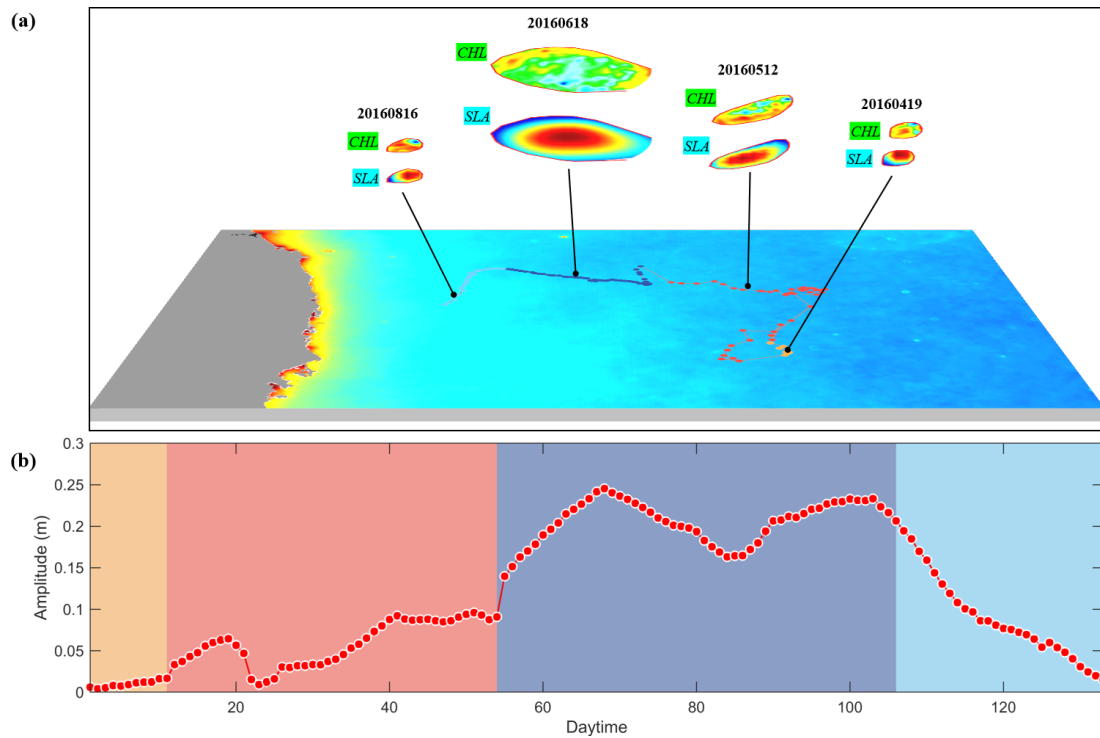 (a)
20160618
CHL
SLA
20160512
CHL
SLA
20160419
CHL
SLA
20160816
CHL
SLA
(b)
0.3
0.25
0.2
0.15
0.1
0.05
0
Amplitude (m)
20 40 60 80 100 120
Daytime